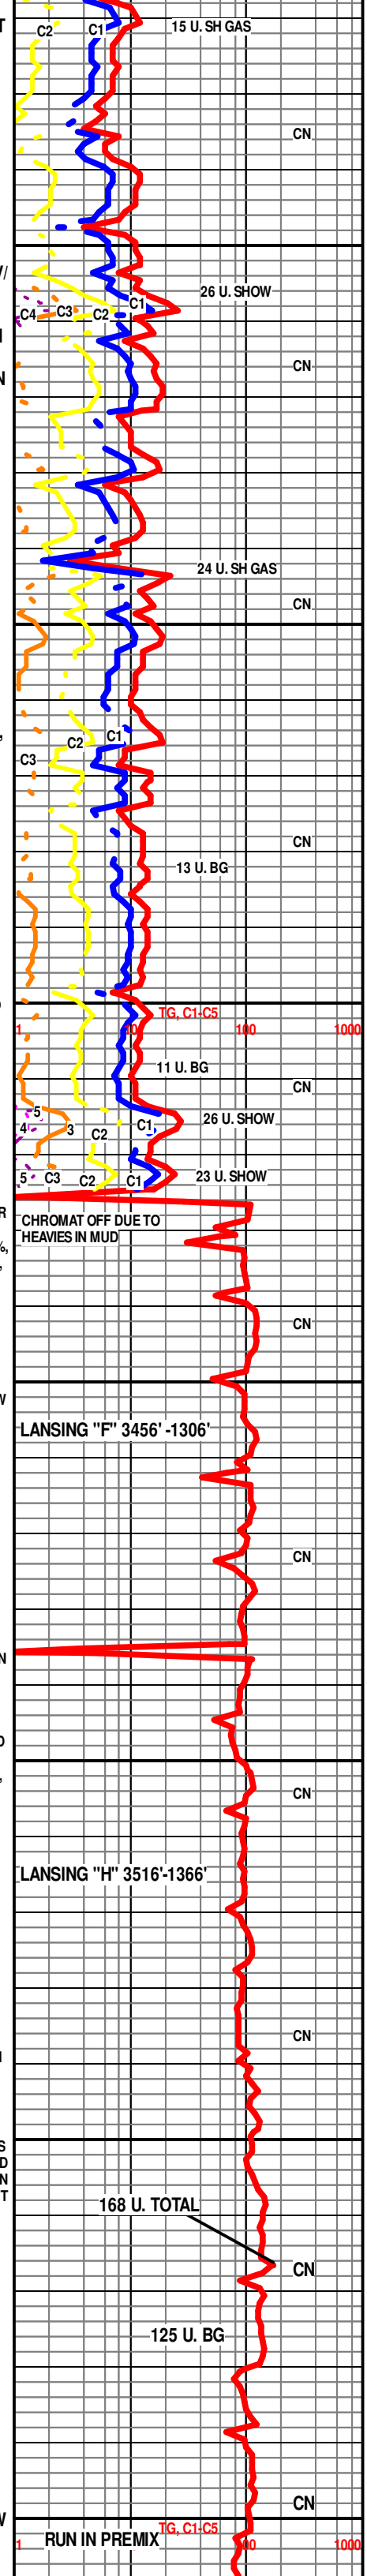 T
C2 C1 15 U. SH GAS
CN
V/
26 U. SHOW
C1
C4 C3 C2
CN
N
24 U. SH GAS
CN
C1
C2
C3
CN
13 U. BG
TG, C1-C5
1 10 100 1000
11 U. BG
CN
5
4 3 C2 C1 26 U. SHOW
5 C3 C2 C1 23 U. SHOW
R
CHROMAT OFF DUE TO
HEAVIES IN MUD
%,
CN
W
LANSING "F" 3456' -1306'
CN
N
CN
LANSING "H" 3516'-1366'
CN
S
D
N
T
168 U. TOTAL
CN
125 U. BG
CN
W
TG, C1-C5
RUN IN PREMIX
1 100 1000